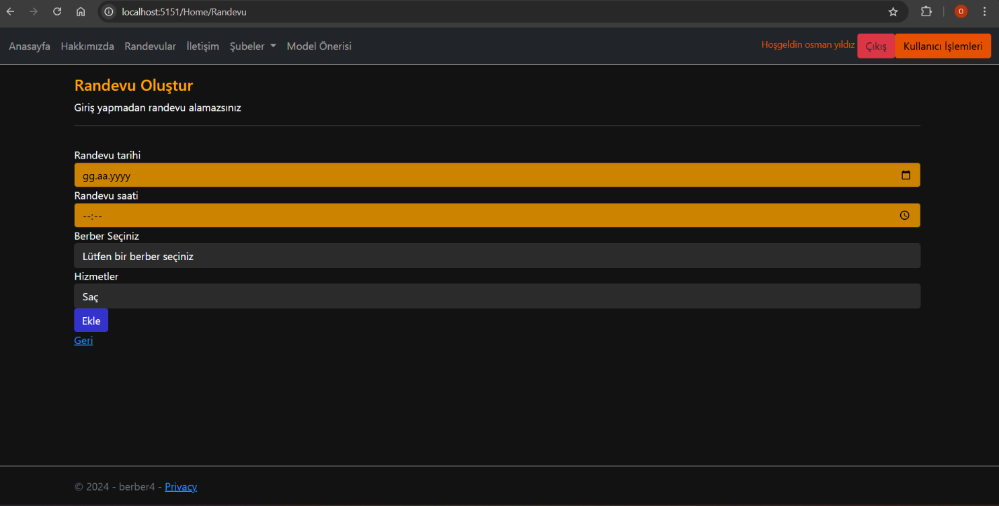 localhost:5151/Home/Randevu
O
Anasayfa Hakkımızda Randevular İletişim Şubeler Model Önerisi Hoşgeldin osman yıldız Çıkış Kullanıcı İşlemleri
Randevu Oluştur
Giriş yapmadan randevu alamazsınız
Randevu tarihi
gg.aa.yyyy
Randevu saati
--:--
Berber Seçiniz
Lütfen bir berber seçiniz
Hizmetler
Saç
Ekle
Geri
© 2024 - berber4 - Privacy